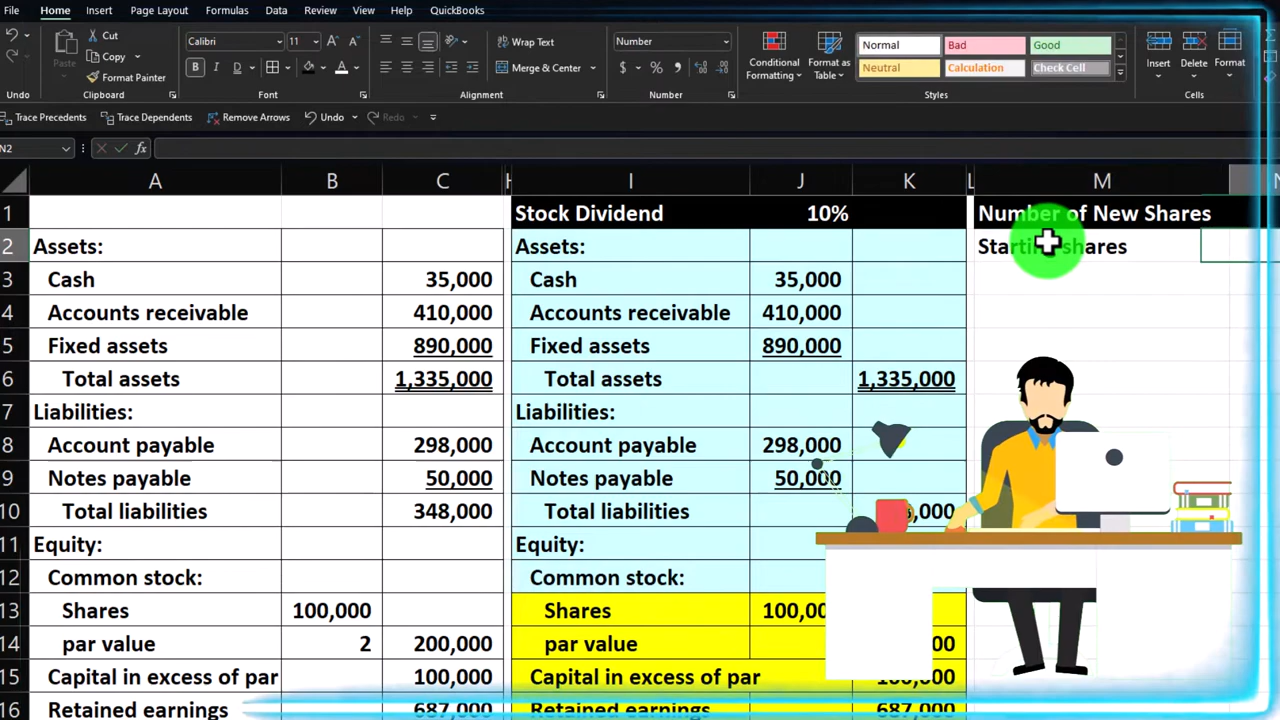 File Home Insert Page Layout Formulas Data Review View Help QuickBooks
Cut
Copy
Paste
Format Painter
Calibri 11
B I U D A
Wrap Text
Merge & Center
Number
$ %
Conditional Formatting
Format as Table
Normal Bad Good
Neutral Calculation Check Cell
Insert Delete Format
Undo Clipboard Font Alignment Number Styles Cells
Trace Precedents Trace Dependents Remove Arrows Undo Redo
N2 fx
A B C H I J K L M N
1 Stock Dividend 10% Number of New Shares
2 Assets: Assets: Starting shares
3 Cash 35,000 Cash 35,000
4 Accounts receivable 410,000 Accounts receivable 410,000
5 Fixed assets 890,000 Fixed assets 890,000
6 Total assets 1,335,000 Total assets 1,335,000
7 Liabilities: Liabilities:
8 Account payable 298,000 Account payable 298,000
9 Notes payable 50,000 Notes payable 50,000
10 Total liabilities 348,000 Total liabilities
11 Equity: Equity:
12 Common stock: Common stock:
13 Shares 100,000 Shares
14 par value 2 200,000 par value
15 Capital in excess of par 100,000 Capital in excess of par
16 Retained earnings 687,000 Retained earnings 687,000